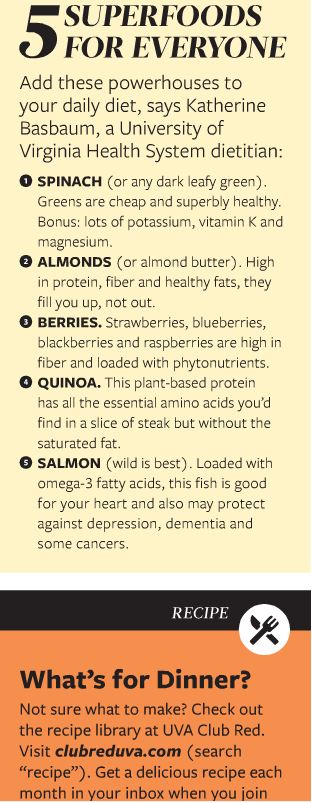 5 SUPERFOODS
FOR EVERYONE
Add these powerhouses to
your daily diet, says Katherine
Basbaum, a University of
Virginia Health System dietitian:
1 SPINACH (or any dark leafy green).
Greens are cheap and superbly healthy.
Bonus: lots of potassium, vitamin K and
magnesium.
2 ALMONDS (or almond butter). High
in protein, fiber and healthy fats, they
fill you up, not out.
3 BERRIES. Strawberries, blueberries,
blackberries and raspberries are high in
fiber and loaded with phytonutrients.
4 QUINOA. This plant-based protein
has all the essential amino acids you'd
find in a slice of steak but without the
saturated fat.
5 SALMON (wild is best). Loaded with
omega-3 fatty acids, this fish is good
for your heart and also may protect
against depression, dementia and
some cancers.
RECIPE
What's for Dinner?
Not sure what to make? Check out
the recipe library at UVA Club Red.
Visit clubreduva.com (search
"recipe"). Get a delicious recipe each
month in your inbox when you join